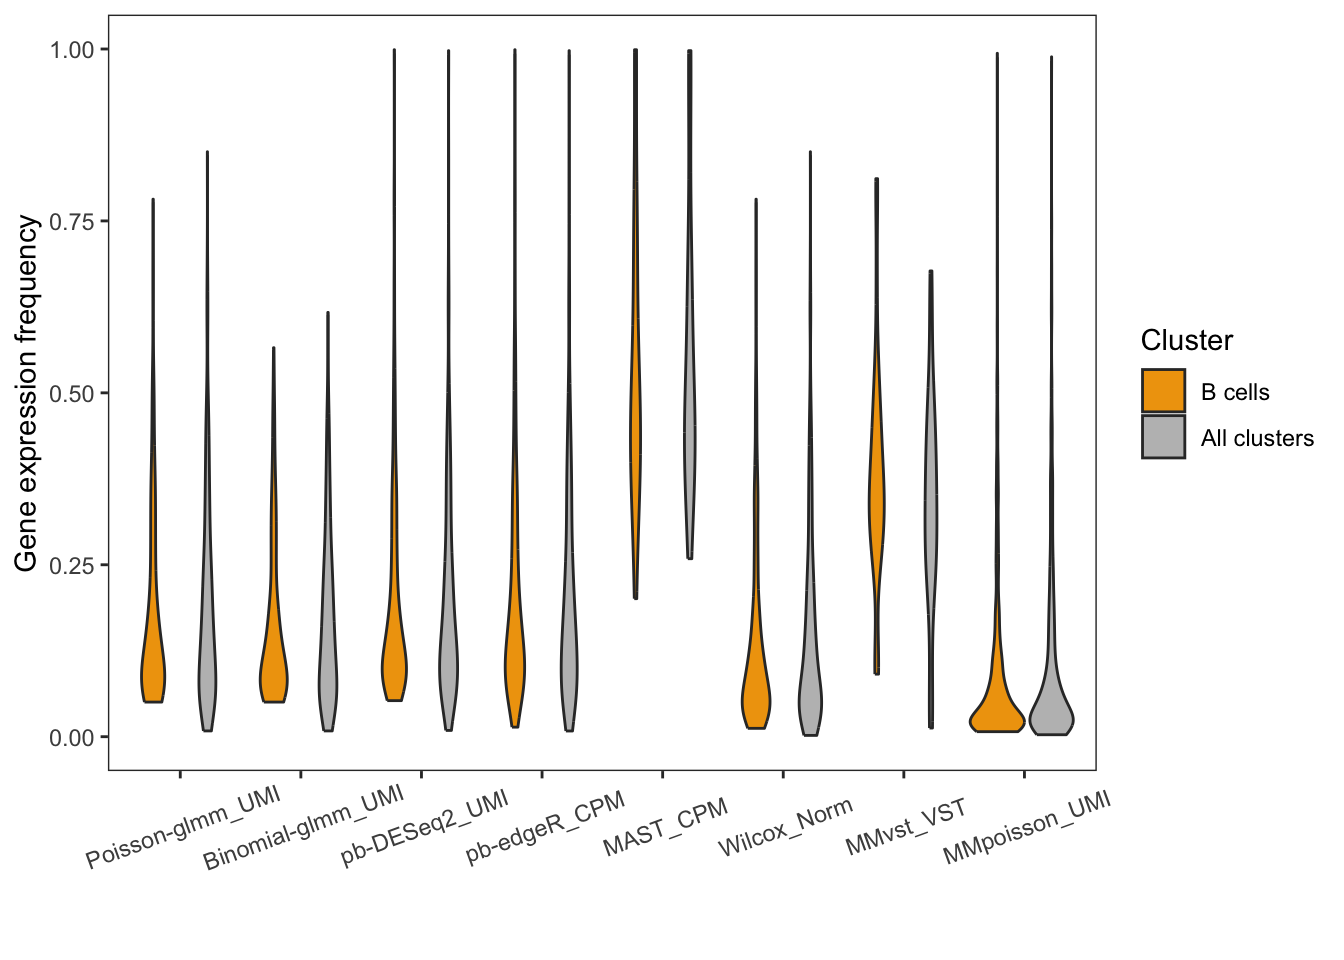 Gene expression frequency
1.00
0.75
0.50
0.25
0.00
Poisson-glmm_UMI
Binomial-glmm_UMI
pb-DESeq2_UMI
pb-edgeR_CPM
MAST_CPM
Wilcox_Norm
MMvst_VST
MMpoisson_UMI
Cluster
B cells
All clusters